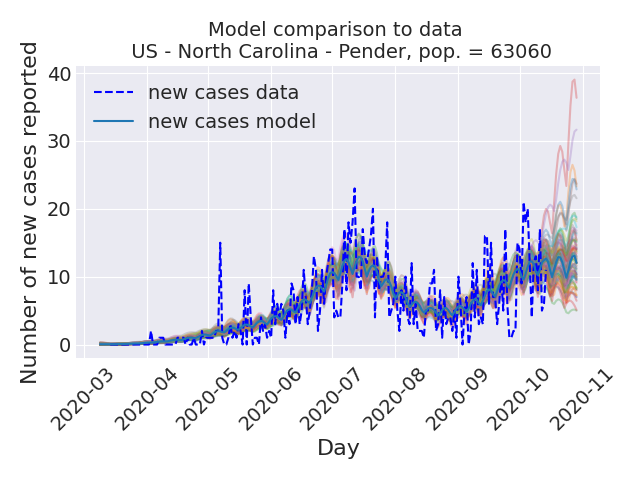 Model comparison to data
US - North Carolina - Pender, pop. = 63060
Number of new cases reported
40
30
20
10
0
new cases data
new cases model
2020-03
2020-04
2020-05
2020-06
2020-07
2020-08
2020-09
2020-10
2020-11
Day